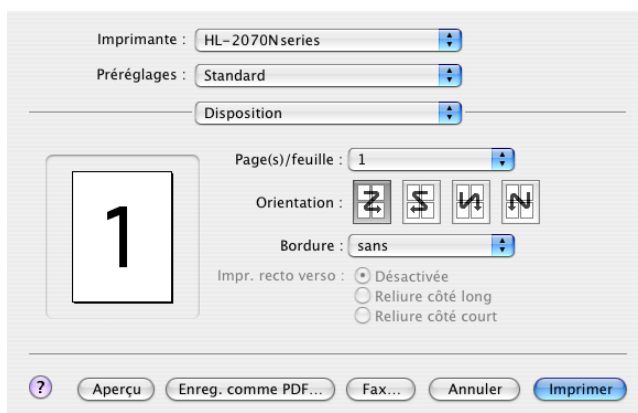 Imprimante : HL-2070N series
Préréglages : Standard
Disposition
Page(s)/feuille : 1
Orientation :
Bordure : sans
Impr. recto verso : Désactivée
Reliure côté long
Reliure côté court
1
? Aperçu Enreg. comme PDF... Fax... Annuler Imprimer